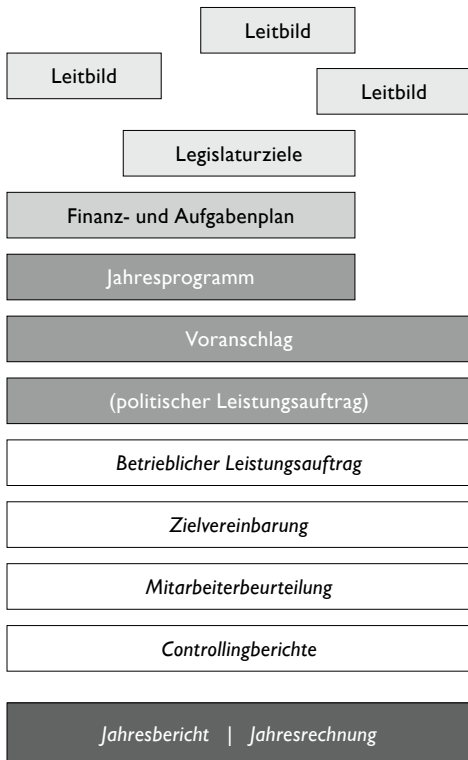 Leitbild
Leitbild
Leitbild
Legislaturziele
Finanz- und Aufgabenplan
Jahresprogramm
Voranschlag
(politischer Leistungsauftrag)
Betrieblicher Leistungsauftrag
Zielvereinbarung
Mitarbeiterbeurteilung
Controllingberichte
Jahresbericht | Jahresrechnung